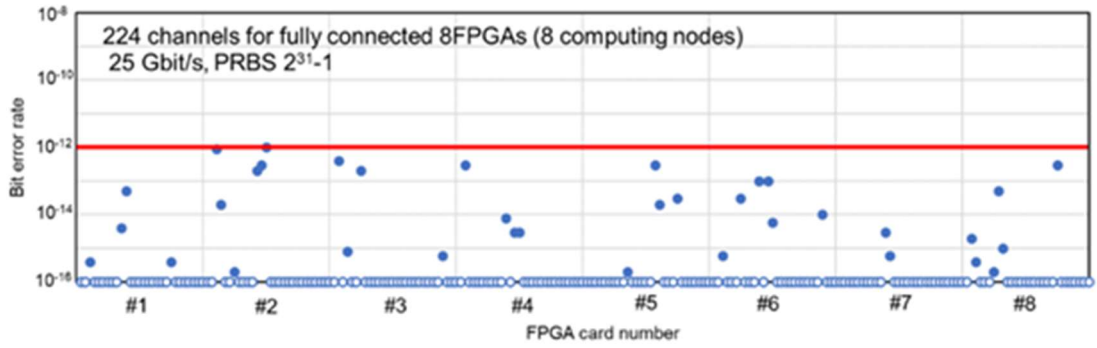 10⁻⁸
224 channels for fully connected 8FPGAs (8 computing nodes)
25 Gbit/s, PRBS 2³¹-1
10⁻¹⁰
10⁻¹²
10⁻¹⁴
10⁻¹⁶
Bit error rate
#1 #2 #3 #4 #5 #6 #7 #8
FPGA card number